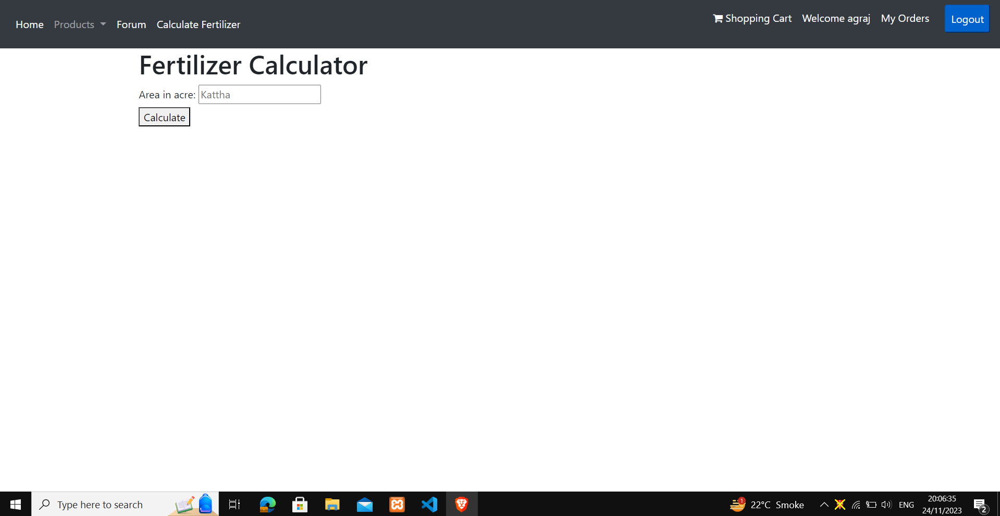 Home Products Forum Calculate Fertilizer Shopping Cart Welcome agraj My Orders Logout
Fertilizer Calculator
Area in acre: Kattha
Calculate
Type here to search 1 22°C Smoke ENG 20:06:35
24/11/2023 2